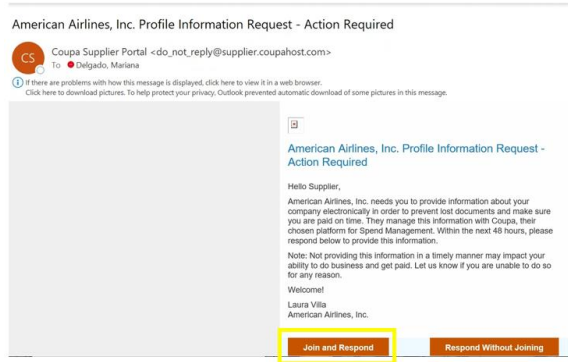 American Airlines, Inc. Profile Information Request - Action Required
CS
Coupa Supplier Portal <do_not_reply@supplier.coupahost.com>
To Delgado, Mariana
If there are problems with how this message is displayed, click here to view it in a web browser.
Click here to download pictures. To help protect your privacy, Outlook prevented automatic download of some pictures in this message.
American Airlines, Inc. Profile Information Request -
Action Required
Hello Supplier,
American Airlines, Inc. needs you to provide information about your
company electronically in order to prevent lost documents and make sure
you are paid on time. They manage this information with Coupa, their
chosen platform for Spend Management. Within the next 48 hours, please
respond below to provide this information.
Note: Not providing this information in a timely manner may impact your
ability to do business and get paid. Let us know if you are unable to do so
for any reason.
Welcome!
Laura Villa
American Airlines, Inc.
Join and Respond
Respond Without Joining